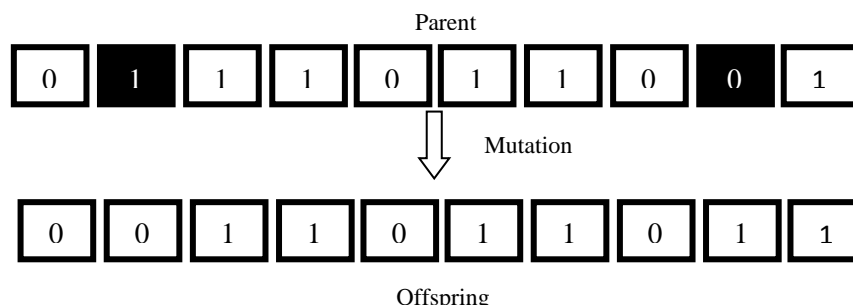 Parent
0 1 1 1 0 1 1 0 0 1
Mutation
0 0 1 1 0 1 1 0 1 1
Offspring